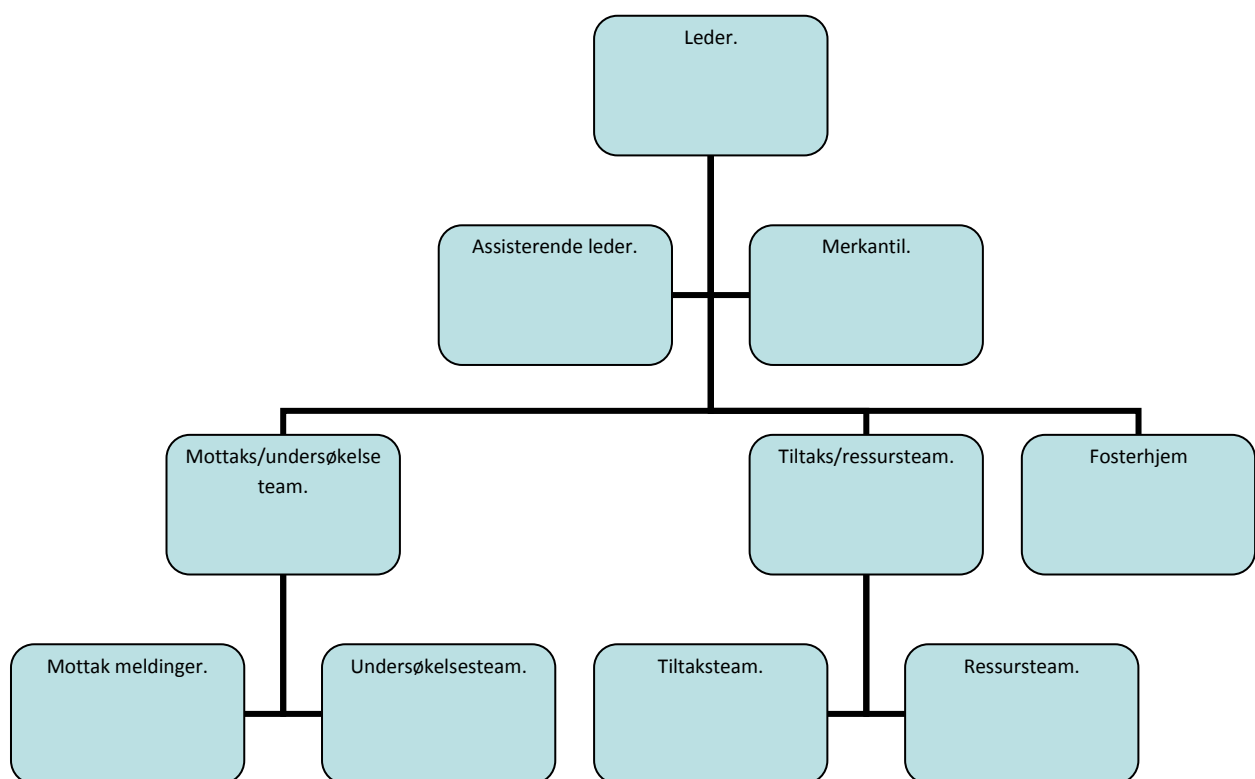 Leder.
Assisterende leder.
Merkantil.
Mottaks/undersøkelse
team.
Tiltaks/ressursteam.
Fosterhjem
Mottak meldinger.
Undersøkelsesteam.
Tiltaksteam.
Ressursteam.